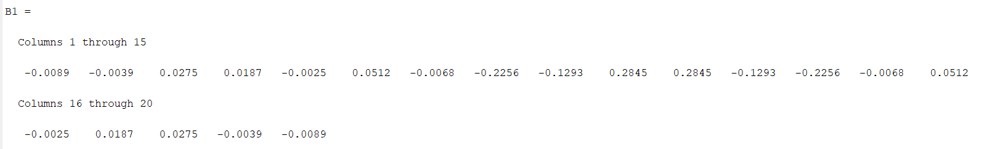 B1 =
Columns 1 through 15
-0.0089 -0.0039 0.0275 0.0187 -0.0025 0.0512 -0.0068 -0.2256 -0.1293 0.2845 0.2845 -0.1293 -0.2256 -0.0068 0.0512
Columns 16 through 20
-0.0025 0.0187 0.0275 -0.0039 -0.0089